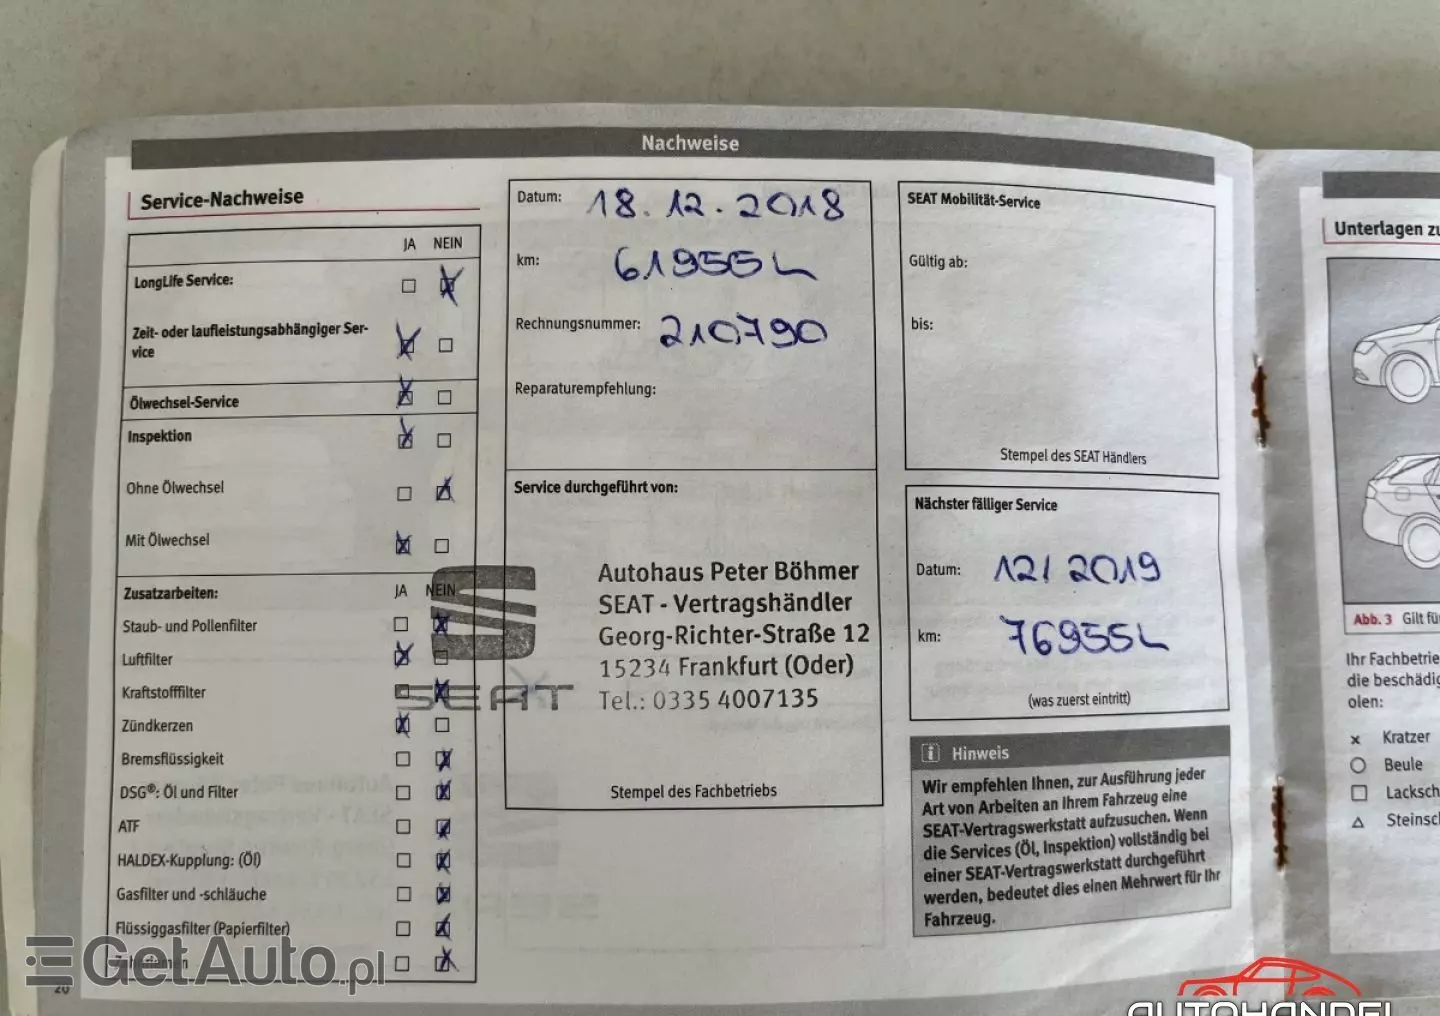 Nachweise
Service-Nachweise
JA NEIN
LongLife Service:
Zeit- oder laufleistungsabhängiger Ser-
vice
Ölwechsel-Service
Inspektion
Ohne Ölwechsel
Mit Ölwechsel
Zusatzarbeiten: JA NEIN
Staub- und Pollenfilter
Luftfilter
Kraftstofffilter
Zündkerzen
Bremsflüssigkeit
DSG®: Öl und Filter
ATF
HALDEX-Kupplung: (Öl)
Gasfilter und -schläuche
Flüssiggasfilter (Papierfilter)
Zahnriemen
20
Datum: 18.12.2018
km: 61955
Rechnungsnummer: 210790
Reparaturempfehlung:
Service durchgeführt von:
SEAT
Autohaus Peter Böhmer
SEAT - Vertragshändler
Georg-Richter-Straße 12
15234 Frankfurt (Oder)
Tel.: 0335 4007135
Stempel des Fachbetriebs
SEAT Mobilität-Service
Gültig ab:
bis:
Stempel des SEAT Händlers
Nächster fälliger Service
Datum: 12/2019
km: 76955
(was zuerst eintritt)
i Hinweis
Wir empfehlen Ihnen, zur Ausführung jeder
Art von Arbeiten an Ihrem Fahrzeug eine
SEAT-Vertragswerkstatt aufzusuchen. Wenn
die Services (Öl, Inspektion) vollständig bei
einer SEAT-Vertragswerkstatt durchgeführt
werden, bedeutet dies einen Mehrwert für Ihr
Fahrzeug.
Unterlagen zu
Abb. 3 Gilt fü
Ihr Fachbetrie
die beschädig
olen:
Kratzer
Beule
Lacksch
Steinsc
GetAuto.pl
AUTOHANDEL